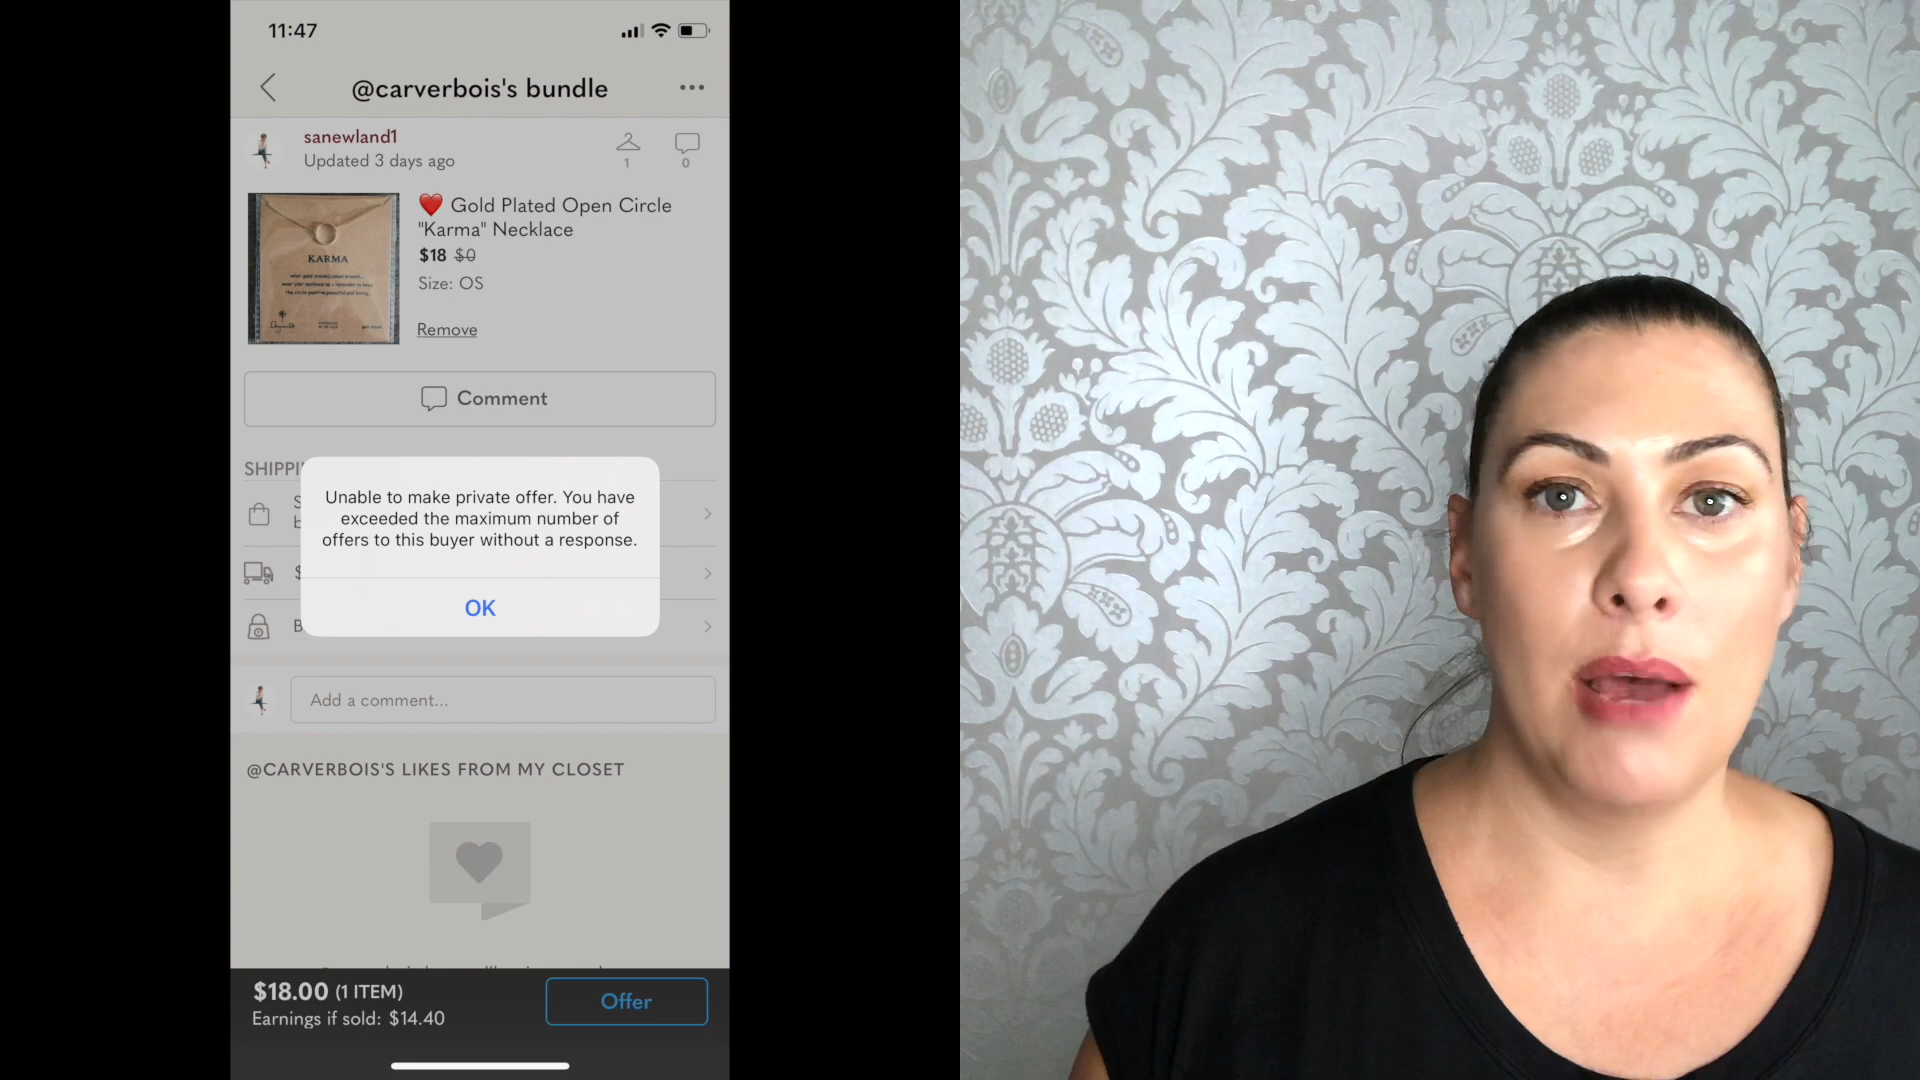 11:47
@carverbois's bundle
sanewland1
Updated 3 days ago
1
0
❤️ Gold Plated Open Circle
"Karma" Necklace
$18 $0
Size: OS
Remove
KARMA
Comment
SHIPPI
Unable to make private offer. You have
exceeded the maximum number of
offers to this buyer without a response.
OK
S
b
$
B
Add a comment...
@CARVERBOIS'S LIKES FROM MY CLOSET
$18.00 (1 ITEM)
Earnings if sold: $14.40
Offer